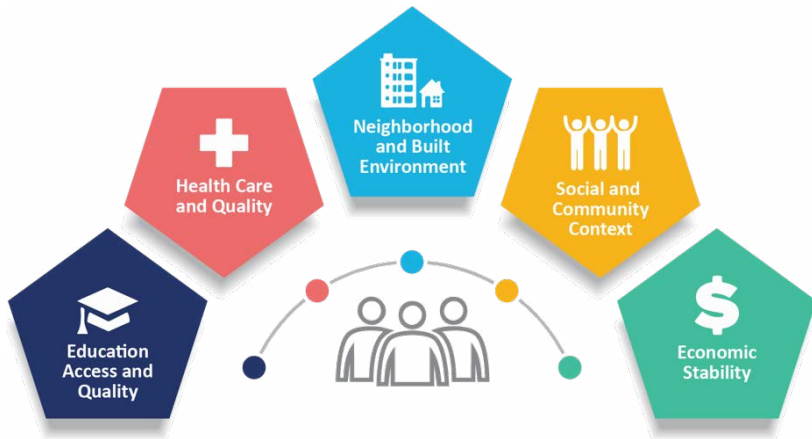 Education
Access and
Quality
Health Care
and Quality
Neighborhood
and Built
Environment
Social and
Community
Context
$
Economic
Stability